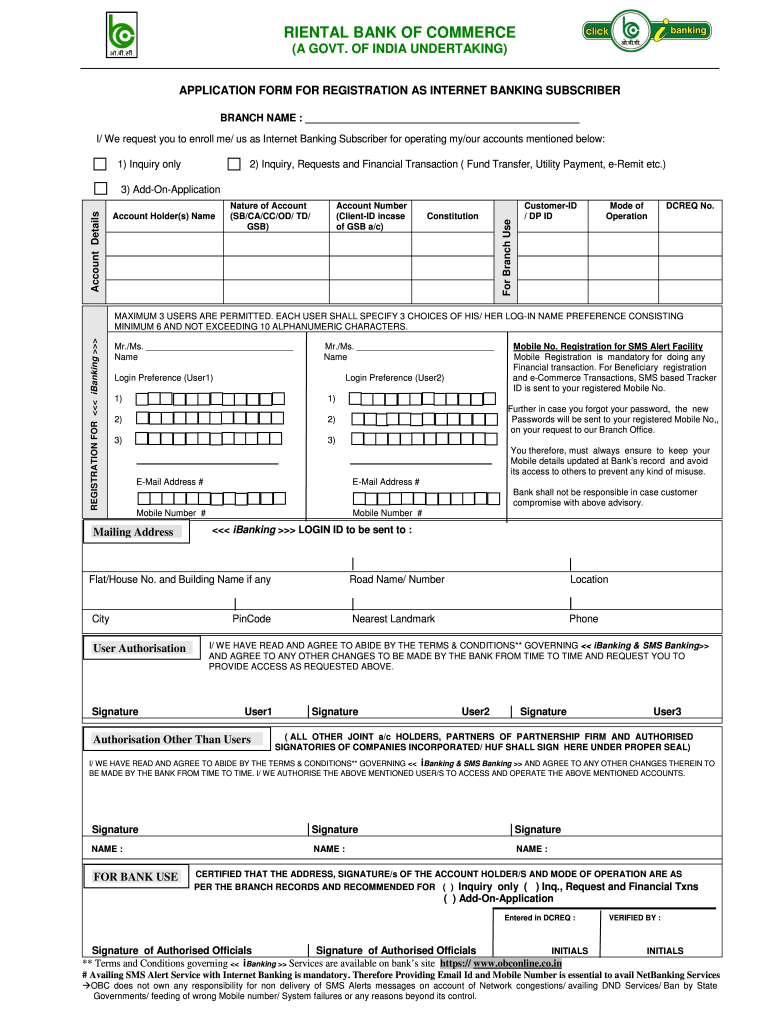 RIENTAL BANK OF COMMERCE
(A GOVT. OF INDIA UNDERTAKING)
ओ.बी.सी.
click ओ.बी.सी. i banking
APPLICATION FORM FOR REGISTRATION AS INTERNET BANKING SUBSCRIBER
BRANCH NAME :
I/ We request you to enroll me/ us as Internet Banking Subscriber for operating my/our accounts mentioned below:
1) Inquiry only 2) Inquiry, Requests and Financial Transaction ( Fund Transfer, Utility Payment, e-Remit etc.)
3) Add-On-Application
Account Details
Account Holder(s) Name
Nature of Account
(SB/CA/CC/OD/ TD/
GSB)
Account Number
(Client-ID incase
of GSB a/c)
Constitution
For Branch Use
Customer-ID
/ DP ID
Mode of
Operation
DCREQ No.
REGISTRATION FOR <<< iBanking >>>
MAXIMUM 3 USERS ARE PERMITTED. EACH USER SHALL SPECIFY 3 CHOICES OF HIS/ HER LOG-IN NAME PREFERENCE CONSISTING
MINIMUM 6 AND NOT EXCEEDING 10 ALPHANUMERIC CHARACTERS.
Mr./Ms.
Name
Login Preference (User1)
1)
2)
3)
E-Mail Address #
Mobile Number #
Mr./Ms.
Name
Login Preference (User2)
1)
2)
3)
E-Mail Address #
Mobile Number #
Mobile No. Registration for SMS Alert Facility
Mobile Registration is mandatory for doing any
Financial transaction. For Beneficiary registration
and e-Commerce Transactions, SMS based Tracker
ID is sent to your registered Mobile No.
Further in case you forgot your password, the new
Passwords will be sent to your registered Mobile No,,
on your request to our Branch Office.
You therefore, must always ensure to keep your
Mobile details updated at Bank's record and avoid
its access to others to prevent any kind of misuse.
Bank shall not be responsible in case customer
compromise with above advisory.
Mailing Address <<< iBanking >>> LOGIN ID to be sent to :
Flat/House No. and Building Name if any Road Name/ Number Location
City PinCode Nearest Landmark Phone
User Authorisation
I/ WE HAVE READ AND AGREE TO ABIDE BY THE TERMS & CONDITIONS** GOVERNING << iBanking & SMS Banking>>
AND AGREE TO ANY OTHER CHANGES TO BE MADE BY THE BANK FROM TIME TO TIME AND REQUEST YOU TO
PROVIDE ACCESS AS REQUESTED ABOVE.
Signature User1 Signature User2 Signature User3
Authorisation Other Than Users
( ALL OTHER JOINT a/c HOLDERS, PARTNERS OF PARTNERSHIP FIRM AND AUTHORISED
SIGNATORIES OF COMPANIES INCORPORATED/ HUF SHALL SIGN HERE UNDER PROPER SEAL)
I/ WE HAVE READ AND AGREE TO ABIDE BY THE TERMS & CONDITIONS** GOVERNING << iBanking & SMS Banking >> AND AGREE TO ANY OTHER CHANGES THEREIN TO
BE MADE BY THE BANK FROM TIME TO TIME. I/ WE AUTHORISE THE ABOVE MENTIONED USER/S TO ACCESS AND OPERATE THE ABOVE MENTIONED ACCOUNTS.
Signature Signature Signature
NAME : NAME : NAME :
FOR BANK USE
CERTIFIED THAT THE ADDRESS, SIGNATURE/s OF THE ACCOUNT HOLDER/S AND MODE OF OPERATION ARE AS
PER THE BRANCH RECORDS AND RECOMMENDED FOR ( ) Inquiry only ( ) Inq., Request and Financial Txns
( ) Add-On-Application
Entered in DCREQ : VERIFIED BY :
Signature of Authorised Officials Signature of Authorised Officials INITIALS INITIALS
** Terms and Conditions governing << iBanking >> Services are available on bank's site https:// www.obconline.co.in
# Availing SMS Alert Service with Internet Banking is mandatory. Therefore Providing Email Id and Mobile Number is essential to avail NetBanking Services
→OBC does not own any responsibility for non delivery of SMS Alerts messages on account of Network congestions/ availing DND Services/ Ban by State
Governments/ feeding of wrong Mobile number/ System failures or any reasons beyond its control.